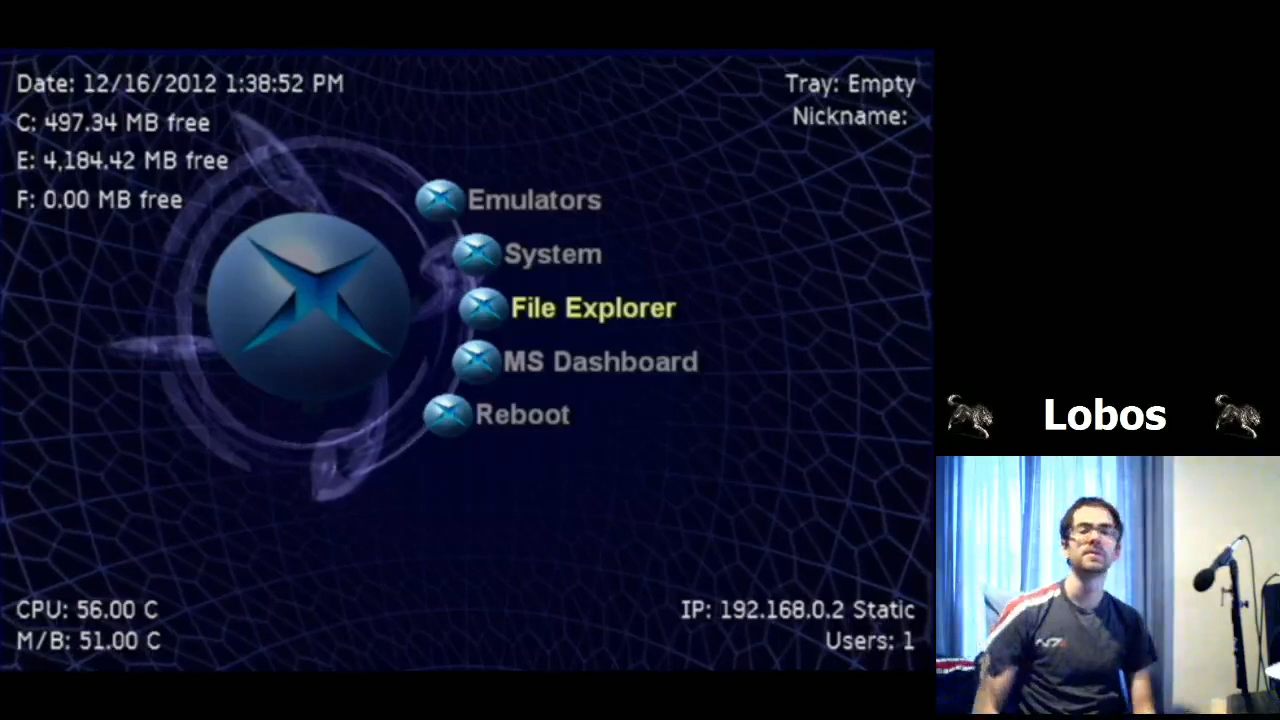 Date: 12/16/2012 1:38:52 PM
Tray: Empty
C: 497.34 MB free
Nickname:
E: 4,184.42 MB free
F: 0.00 MB free
Emulators
System
File Explorer
MS Dashboard
Reboot
Lobos
N7
CPU: 56.00 C
IP: 192.168.0.2 Static
M/B: 51.00 C
Users: 1